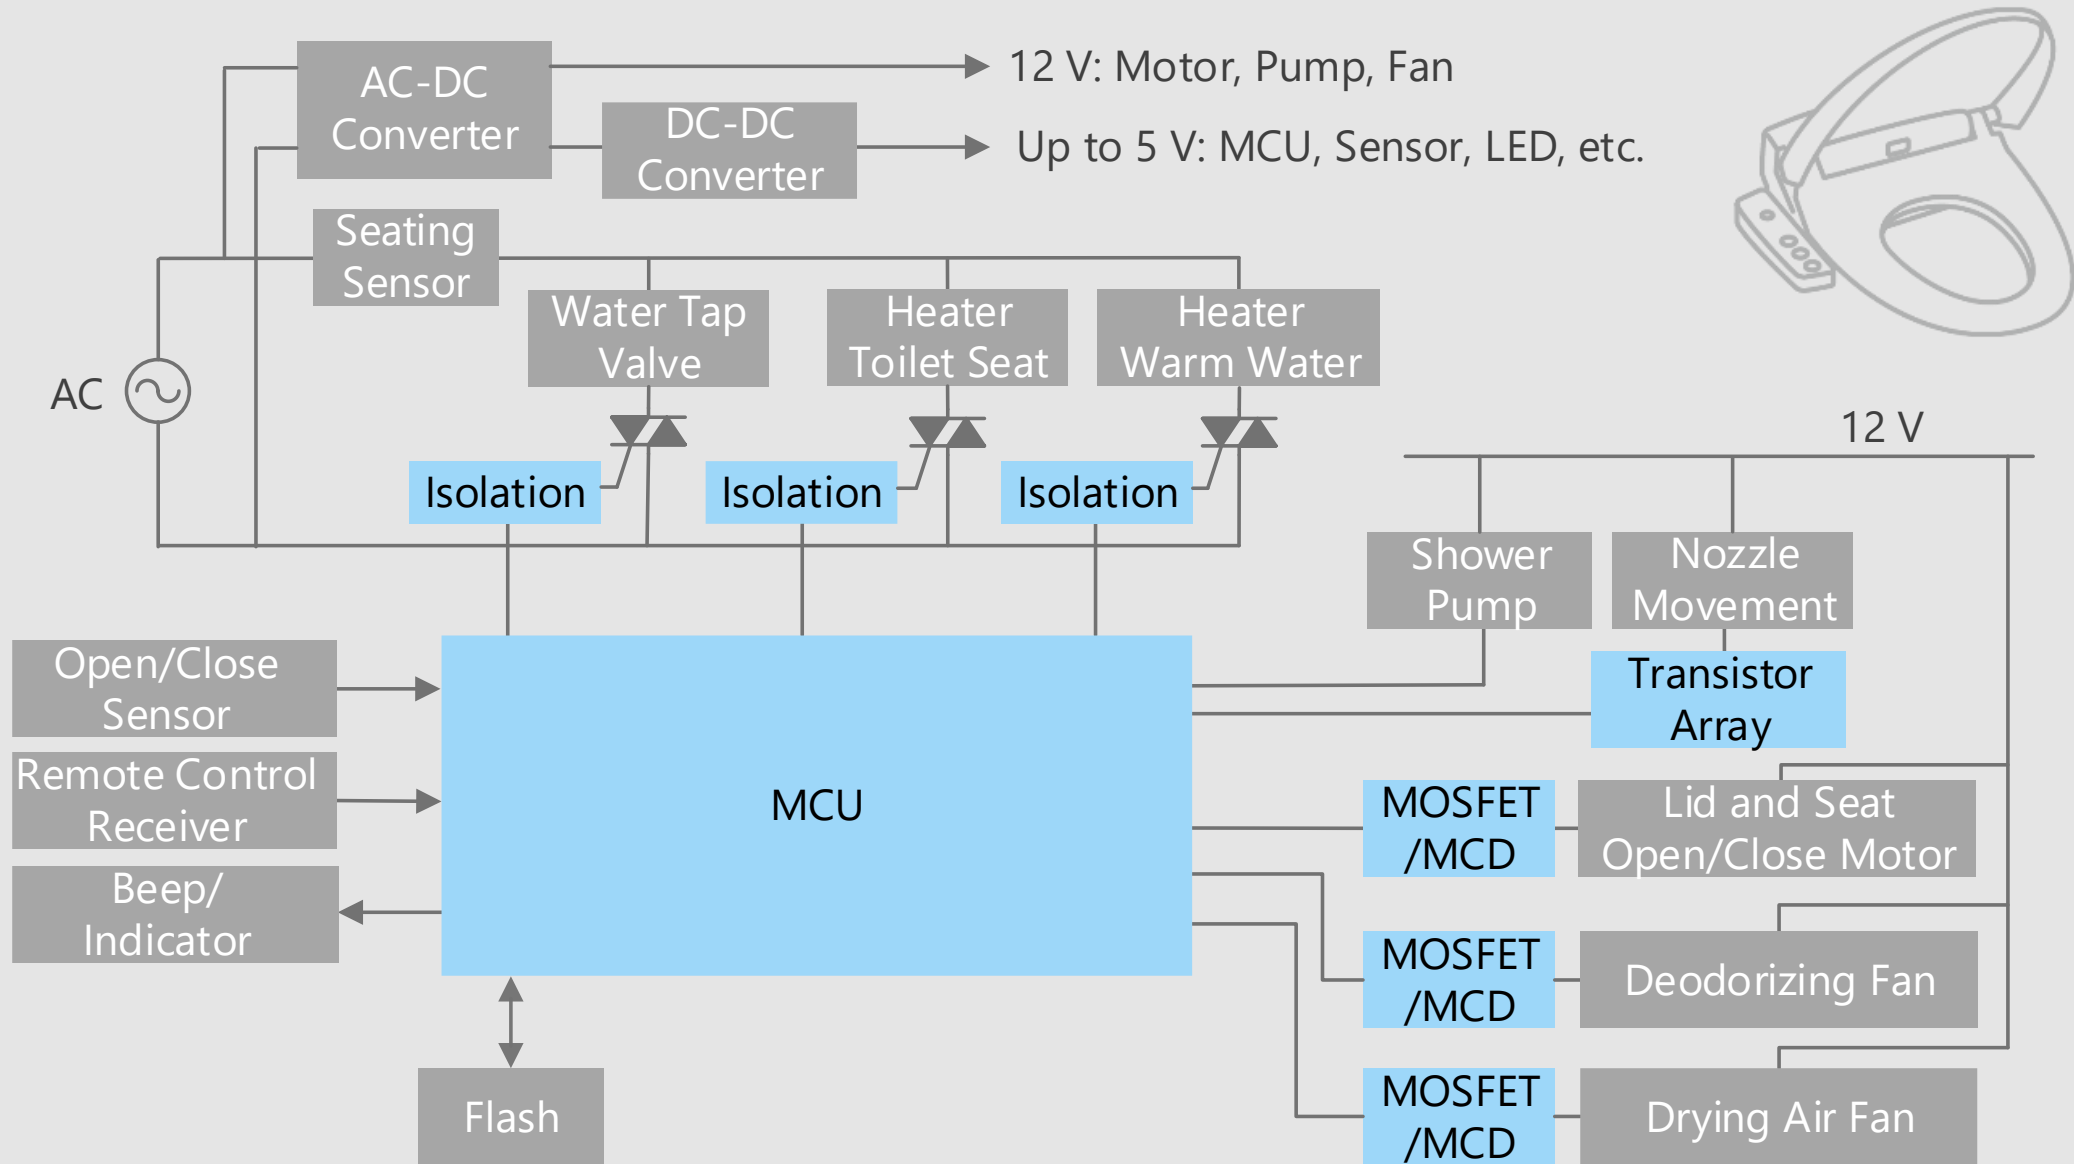 AC-DC
Converter
12 V: Motor, Pump, Fan
DC-DC
Converter
Up to 5 V: MCU, Sensor, LED, etc.
Seating
Sensor
Water Tap
Valve
Heater
Toilet Seat
Heater
Warm Water
AC
12 V
Isolation
Isolation
Isolation
Shower
Pump
Nozzle
Movement
Transistor
Array
Open/Close
Sensor
Remote Control
Receiver
Beep/
Indicator
MCU
MOSFET
/MCD
Lid and Seat
Open/Close Motor
MOSFET
/MCD
Deodorizing Fan
MOSFET
/MCD
Drying Air Fan
Flash